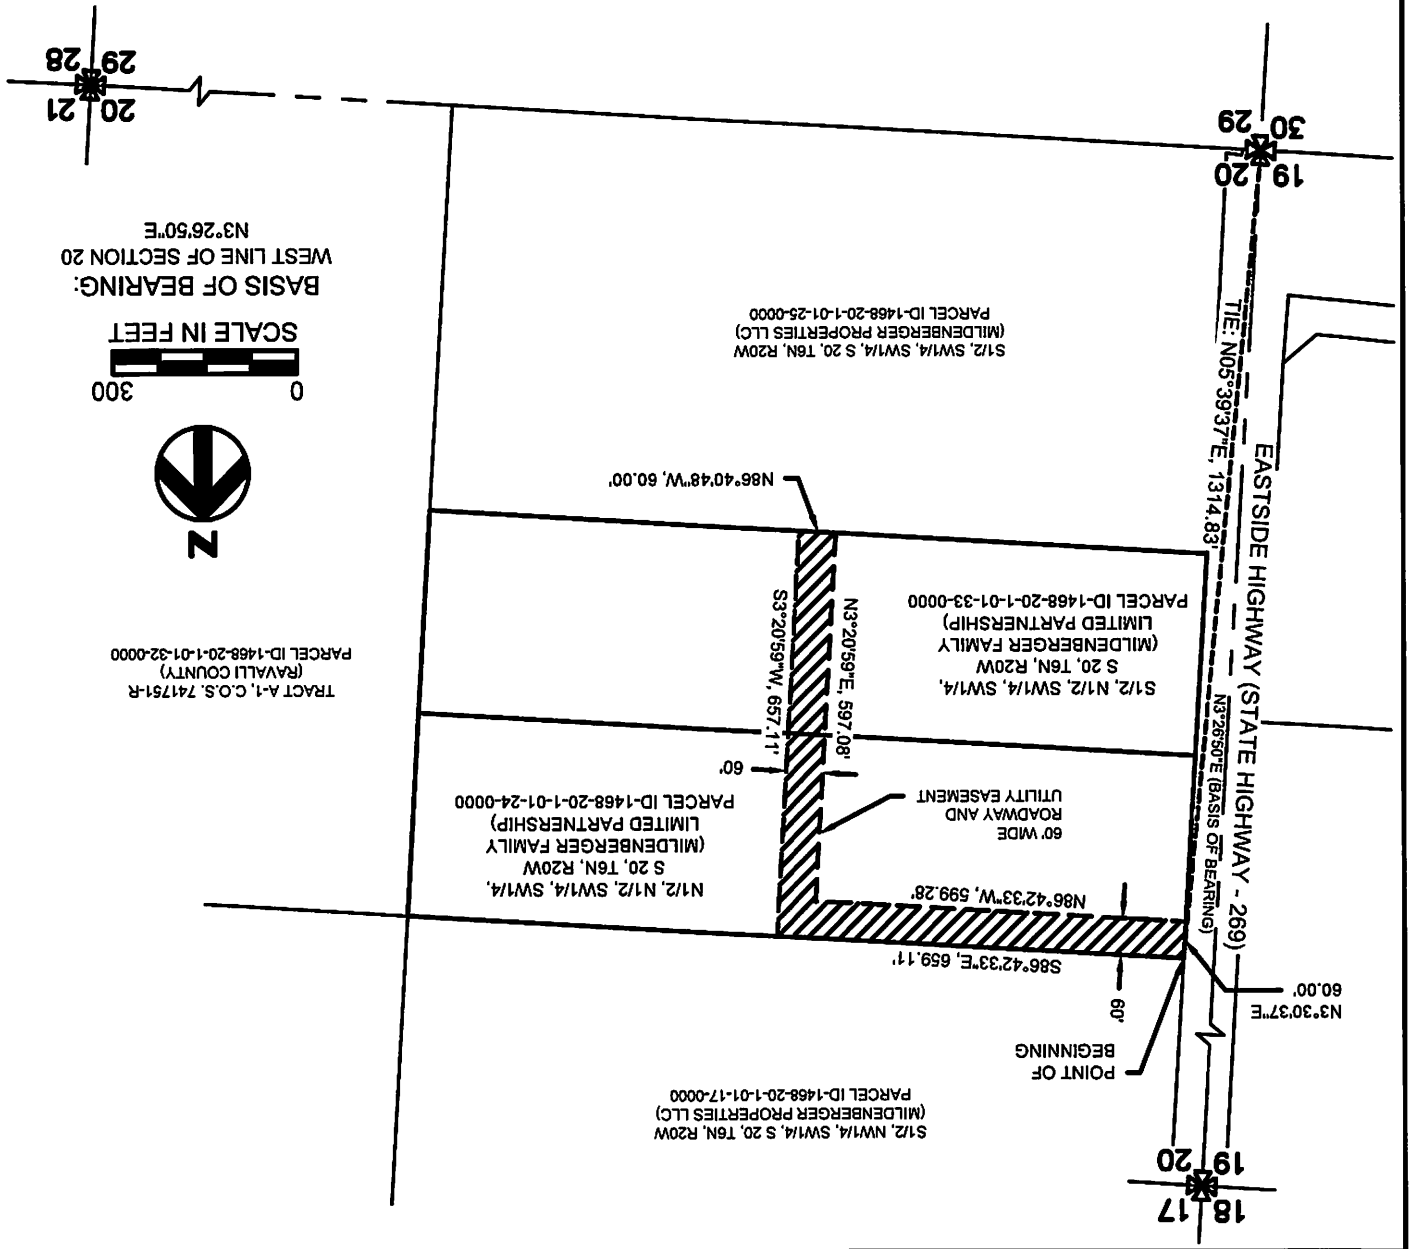 18 17
19 20
S1/2, NW1/4, SW1/4, S 20, T6N, R20W
(MILDENBERGER PROPERTIES LLC)
PARCEL ID-1468-20-1-01-17-0000
POINT OF
BEGINNING
N3°30'37"E
60.00'
60'
S86°42'33"E, 659.11'
N86°42'33"W, 599.28'
EASTSIDE HIGHWAY (STATE HIGHWAY - 269)
N3°26'50"E (BASIS OF BEARING)
TIE: N05°39'37"E, 1314.83'
60' WIDE
ROADWAY AND
UTILITY EASEMENT
60'
N1/2, N1/2, SW1/4, SW1/4,
S 20, T6N, R20W
(MILDENBERGER FAMILY
LIMITED PARTNERSHIP)
PARCEL ID-1468-20-1-01-24-0000
S1/2, N1/2, SW1/4, SW1/4,
S 20, T6N, R20W
(MILDENBERGER FAMILY
LIMITED PARTNERSHIP)
PARCEL ID-1468-20-1-01-33-0000
N3°20'59"E, 597.08'
S3°20'59"W, 657.11'
TRACT A-1, C.O.S. 741751-R
(RAVALLI COUNTY)
PARCEL ID-1468-20-1-01-32-0000
N86°40'48"W, 60.00'
N
0 300
SCALE IN FEET
BASIS OF BEARING:
WEST LINE OF SECTION 20
N3°26'50"E
S1/2, SW1/4, SW1/4, S 20, T6N, R20W
(MILDENBERGER PROPERTIES LLC)
PARCEL ID-1468-20-1-01-25-0000
19 20
30 29
20 21
29 28